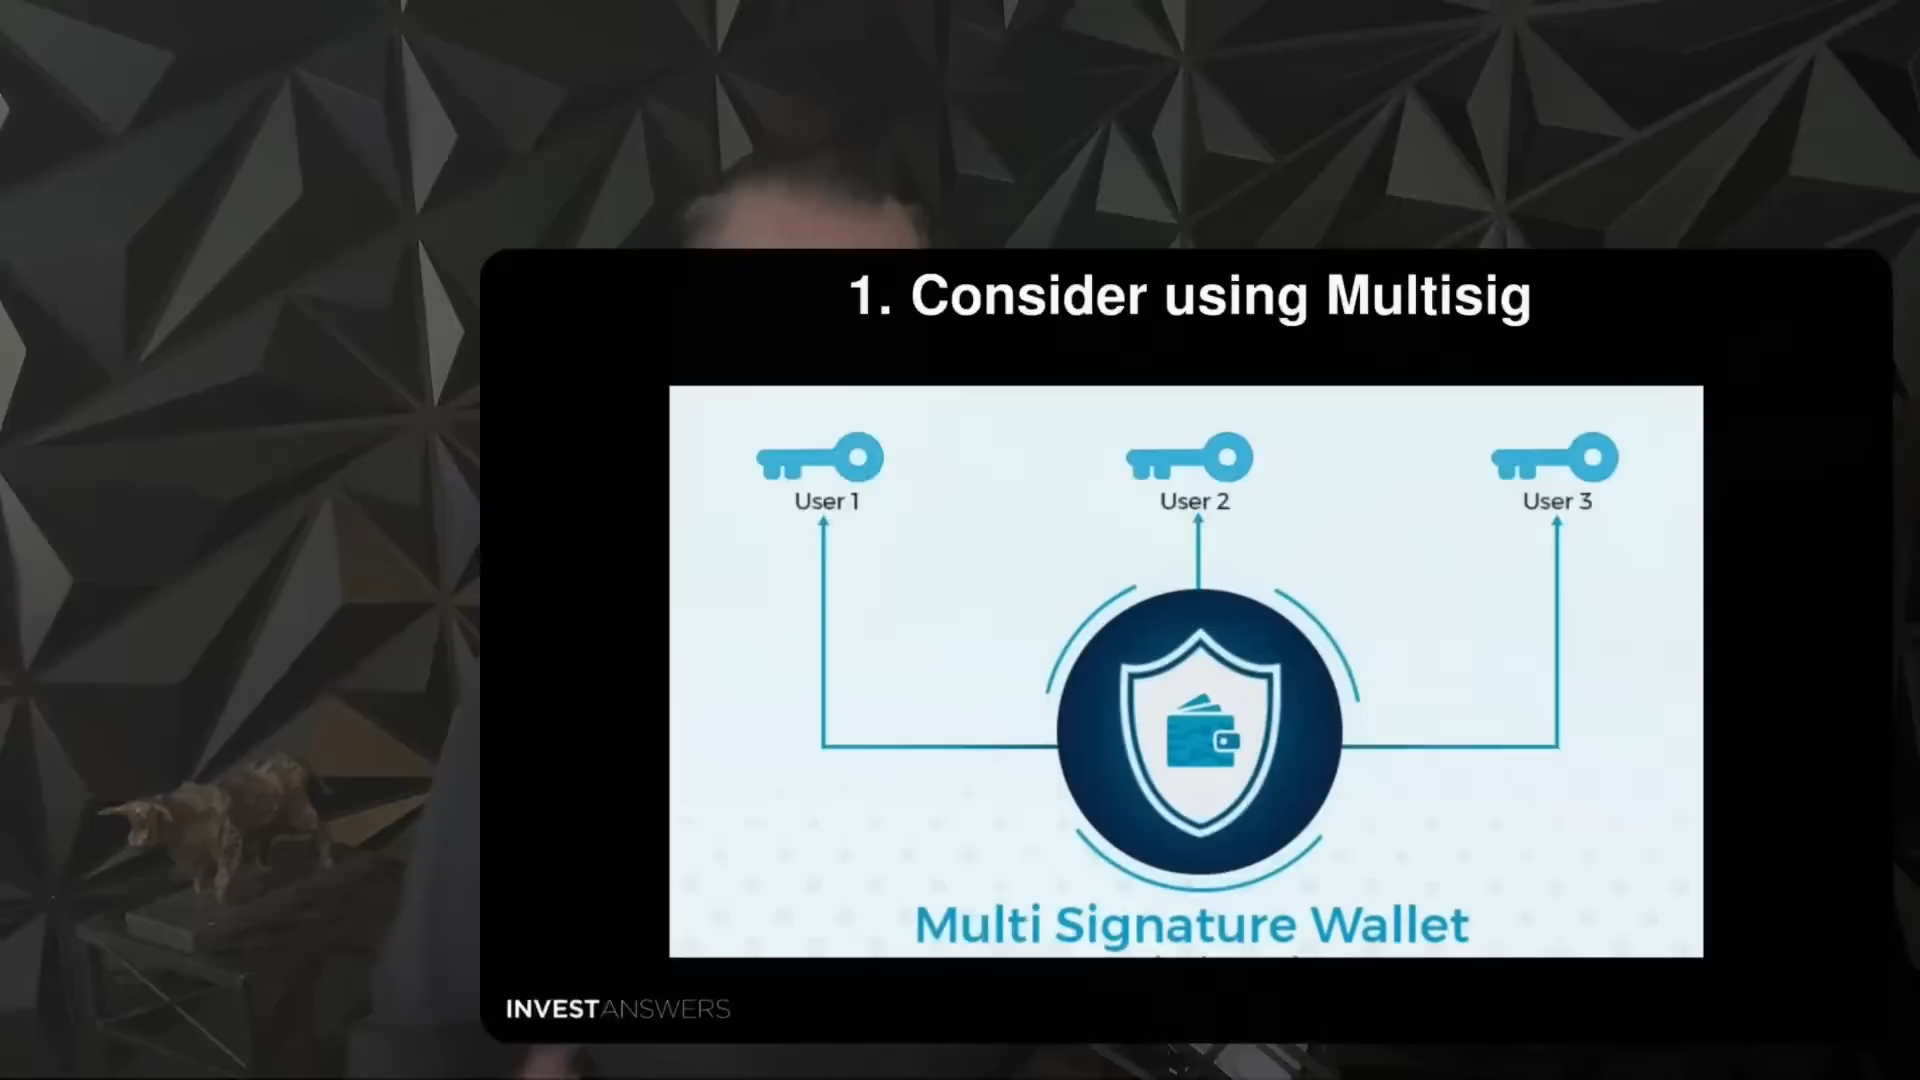 1. Consider using Multisig
User 1
User 2
User 3
Multi Signature Wallet
INVESTANSWERS